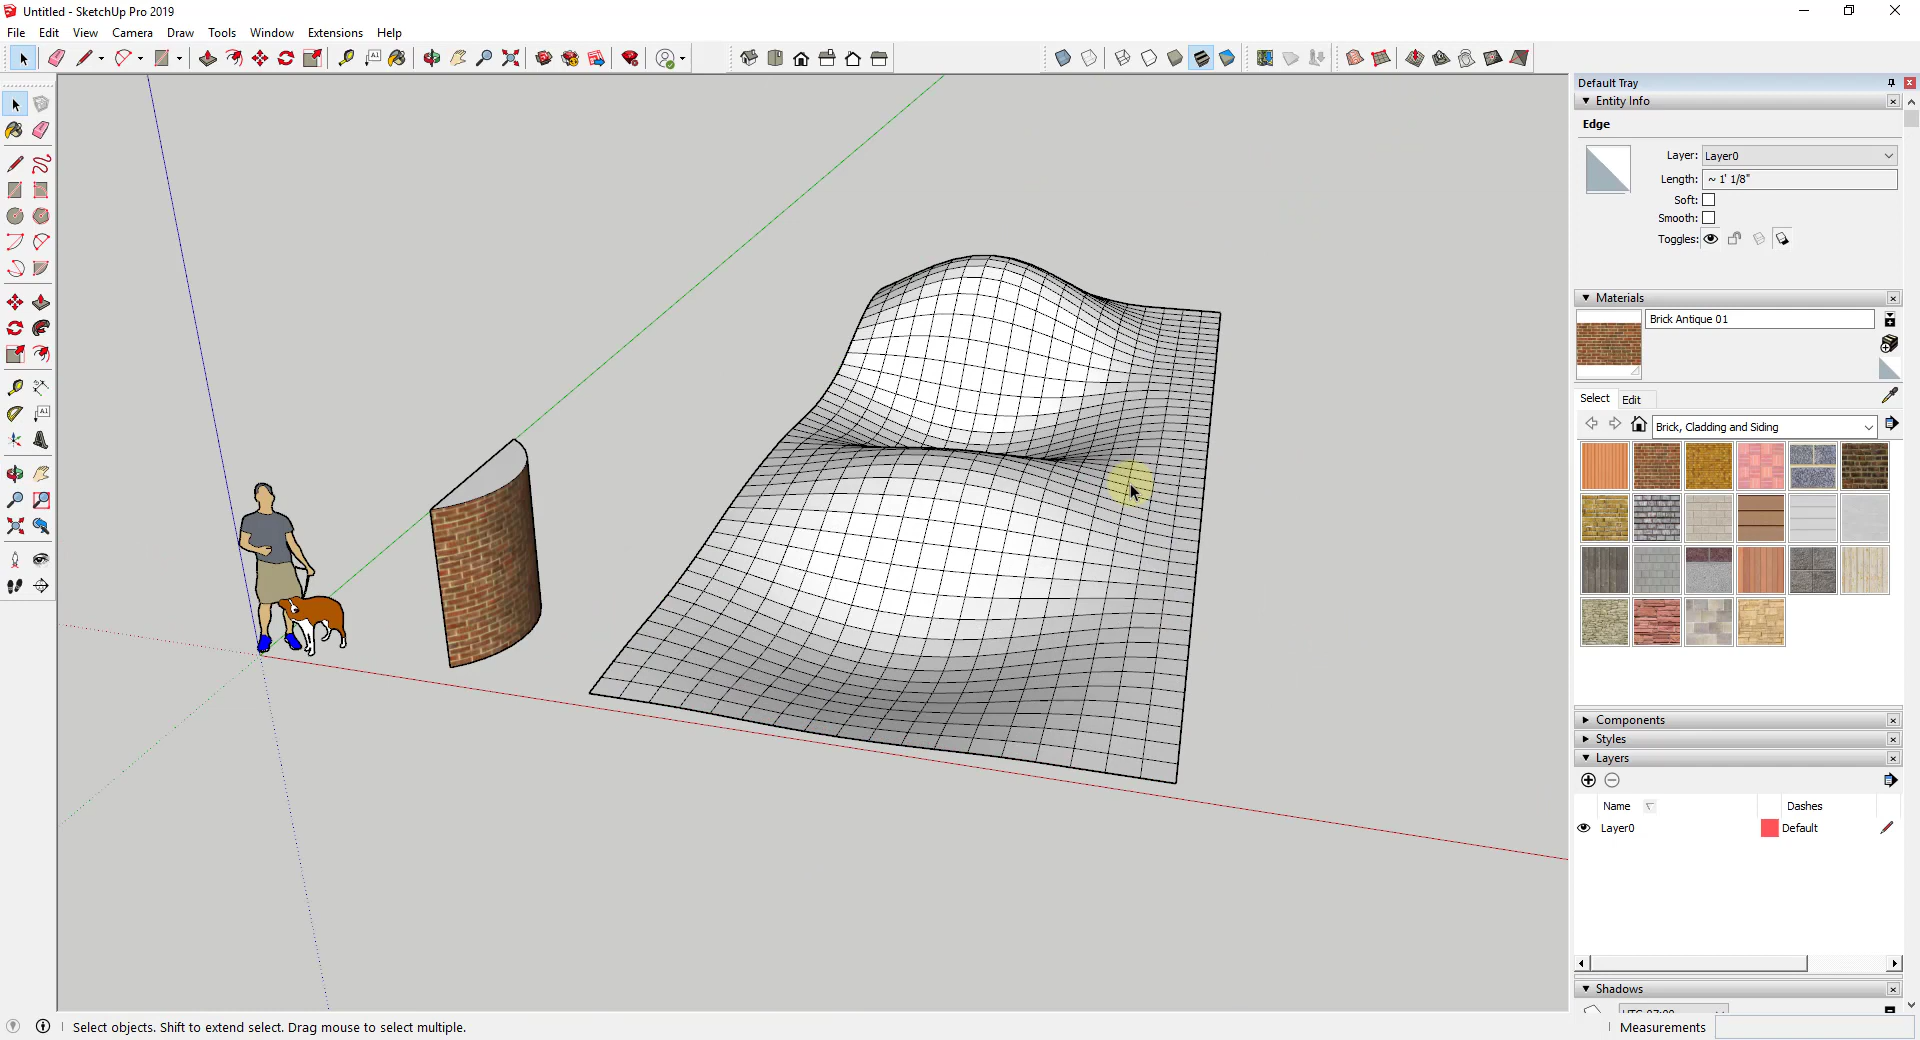 Untitled - SketchUp Pro 2019
File Edit View Camera Draw Tools Window Extensions Help
Default Tray
Entity Info
Edge
Layer: Layer0
Length: ~ 1' 1/8"
Soft:
Smooth:
Toggles:
Materials
Brick Antique 01
Select Edit
Brick, Cladding and Siding
Components
Styles
Layers
Name Dashes
Layer0 Default
Shadows
Select objects. Shift to extend select. Drag mouse to select multiple.
Measurements